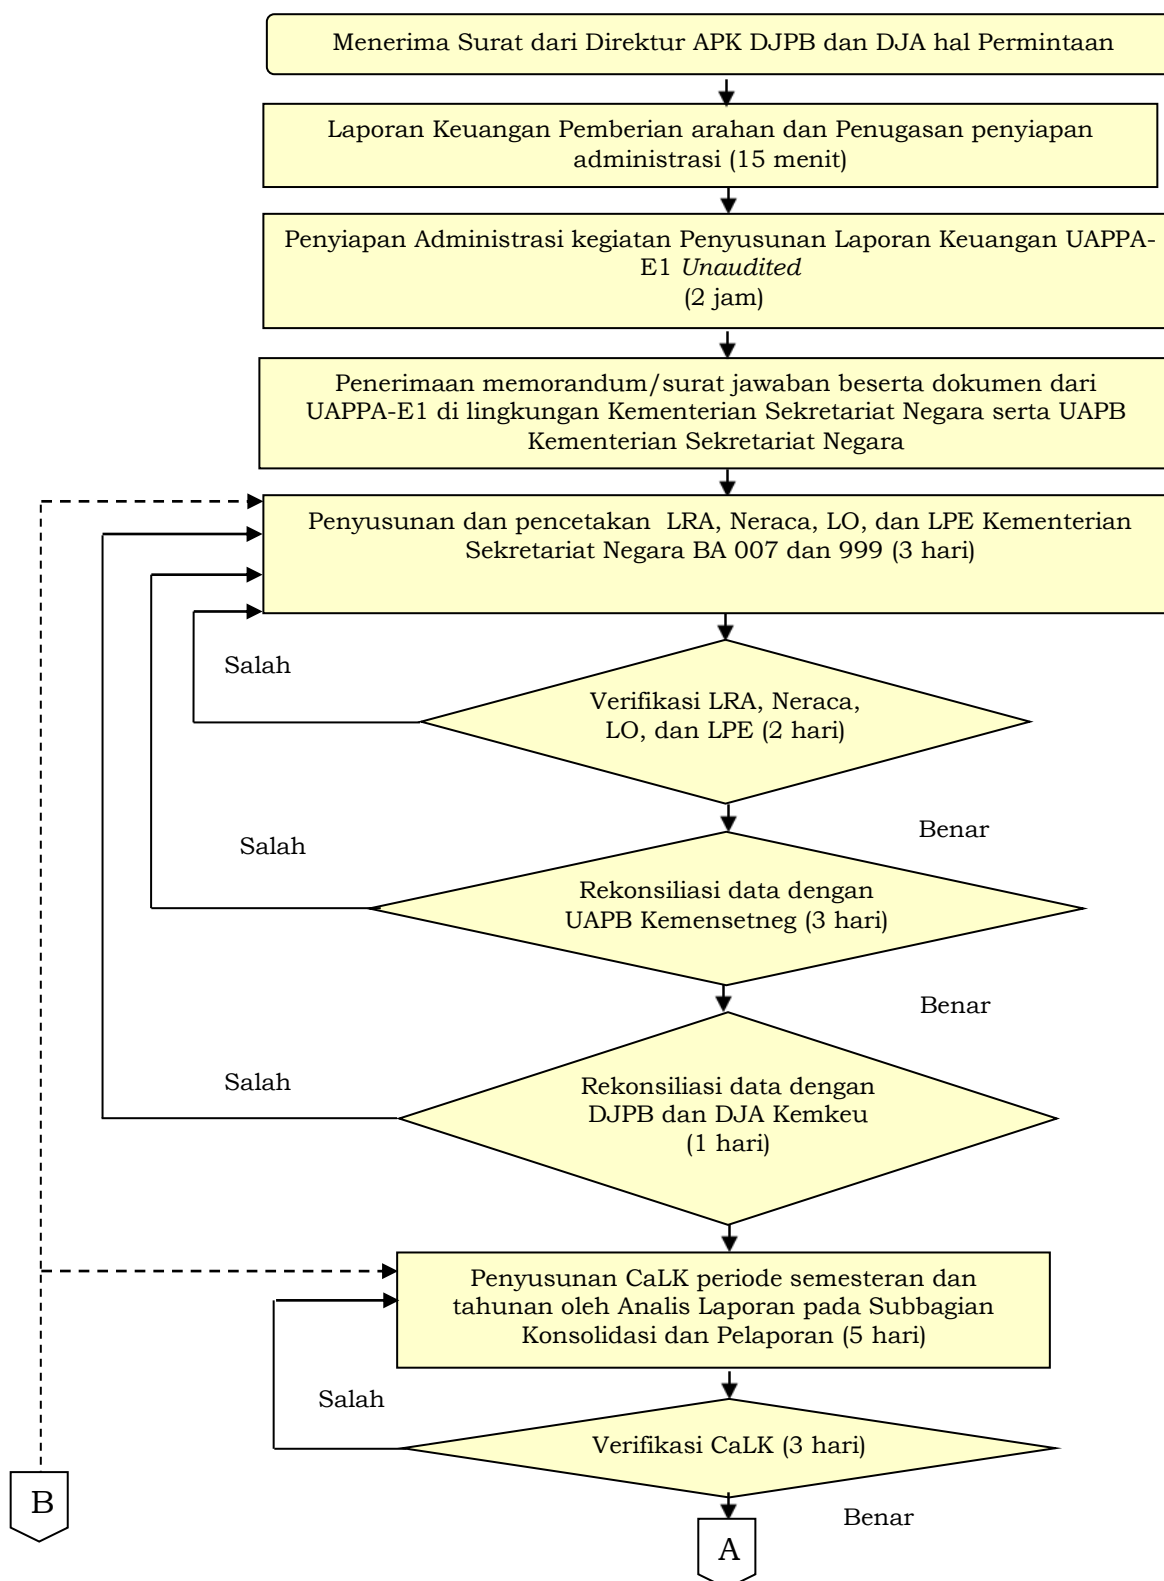 Menerima Surat dari Direktur APK DJPB dan DJA hal Permintaan
Laporan Keuangan Pemberian arahan dan Penugasan penyiapan
administrasi (15 menit)
Penyiapan Administrasi kegiatan Penyusunan Laporan Keuangan UAPPA-
E1 Unaudited
(2 jam)
Penerimaan memorandum/surat jawaban beserta dokumen dari
UAPPA-E1 di lingkungan Kementerian Sekretariat Negara serta UAPB
Kementerian Sekretariat Negara
Penyusunan dan pencetakan LRA, Neraca, LO, dan LPE Kementerian
Sekretariat Negara BA 007 dan 999 (3 hari)
Salah
Verifikasi LRA, Neraca,
LO, dan LPE (2 hari)
Benar
Salah
Rekonsiliasi data dengan
UAPB Kemensetneg (3 hari)
Benar
Salah
Rekonsiliasi data dengan
DJPB dan DJA Kemkeu
(1 hari)
Penyusunan CaLK periode semesteran dan
tahunan oleh Analis Laporan pada Subbagian
Konsolidasi dan Pelaporan (5 hari)
Salah
Verifikasi CaLK (3 hari)
B
Benar
A